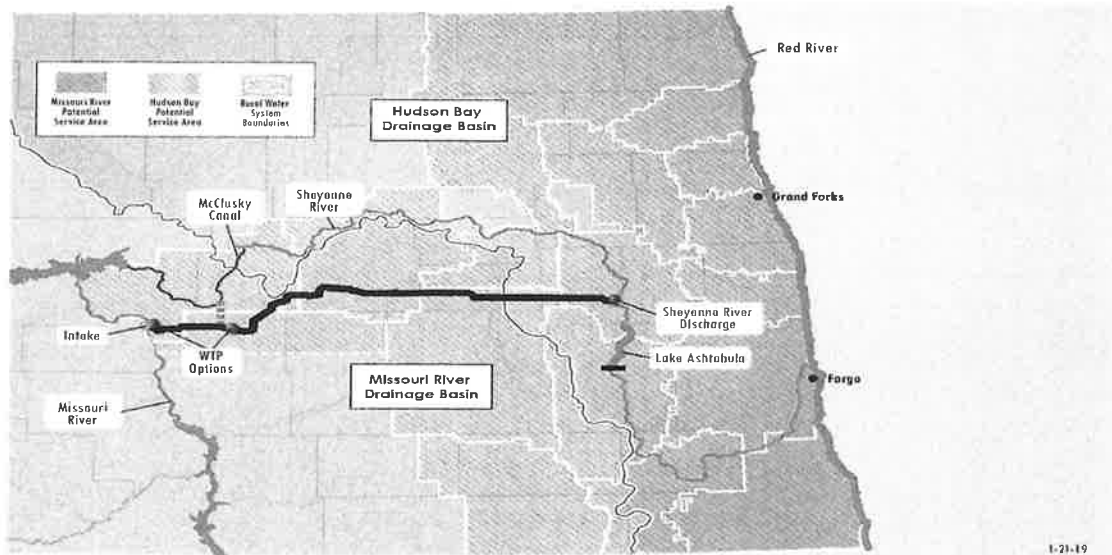 Missouri River
Potential
Service Area
Hudson Bay
Potential
Service Area
Rural Water
System
Boundaries
Red River
Hudson Bay
Drainage Basin
McClusky
Canal
Sheyenne
River
Grand Forks
Intake
WTP
Options
Sheyenne River
Discharge
Lake Ashtabula
Missouri River
Drainage Basin
Fargo
Missouri
River
1-21-19